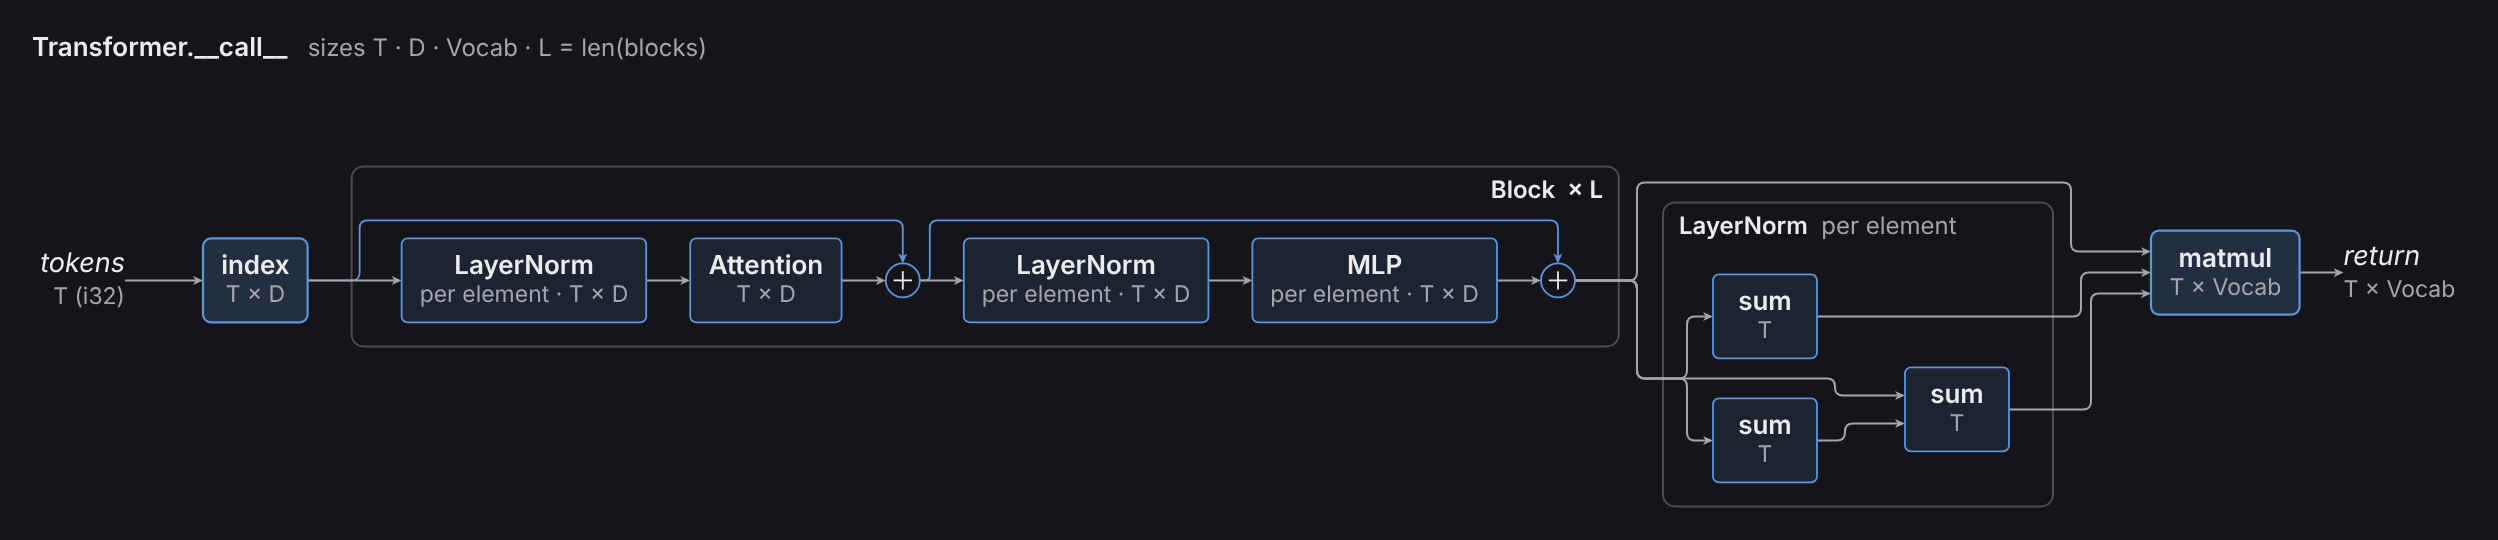 Transformer.__call__ sizes T · D · Vocab · L = len(blocks)
Block × L
LayerNorm per element
tokens
T (i32)
index
T × D
LayerNorm
per element · T × D
Attention
T × D
LayerNorm
per element · T × D
MLP
per element · T × D
sum
T
sum
T
sum
T
matmul
T × Vocab
return
T × Vocab